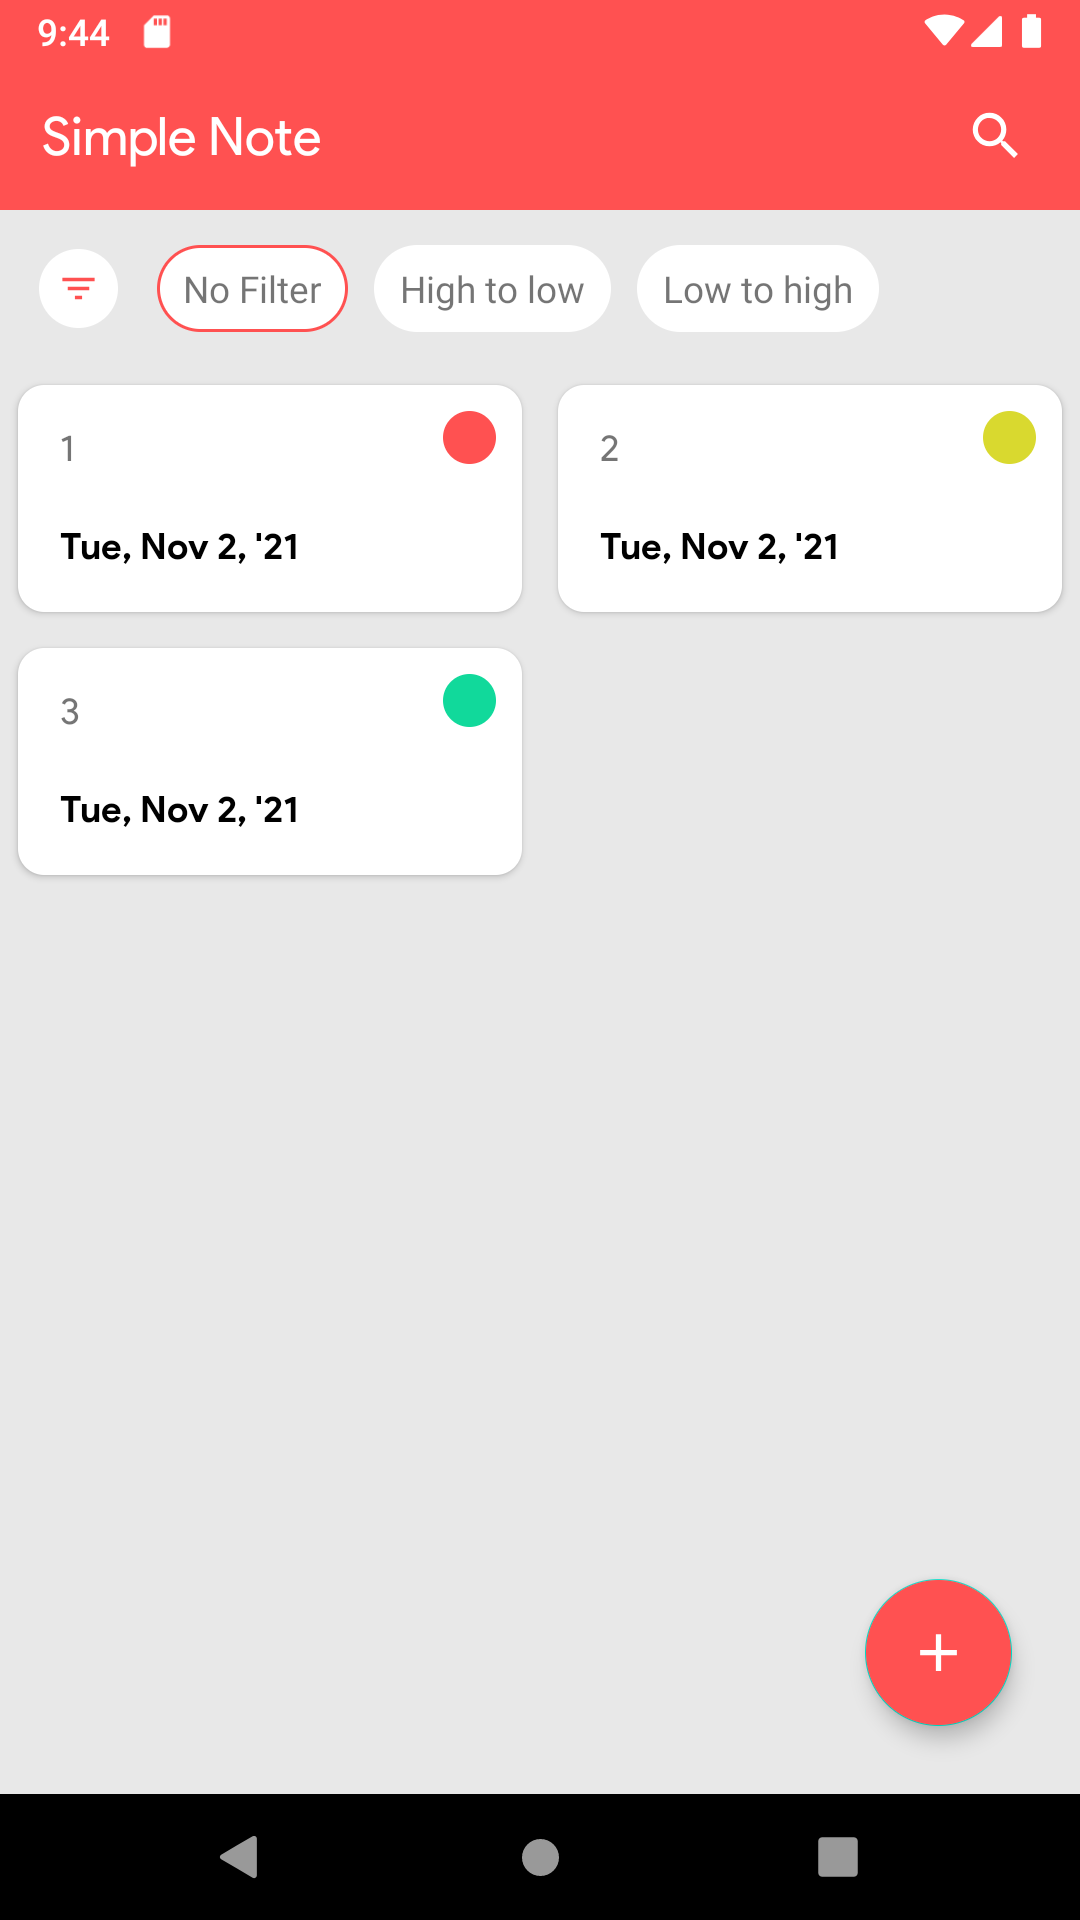 9:44
Simple Note
No Filter High to low Low to high
1
Tue, Nov 2, '21
2
Tue, Nov 2, '21
3
Tue, Nov 2, '21